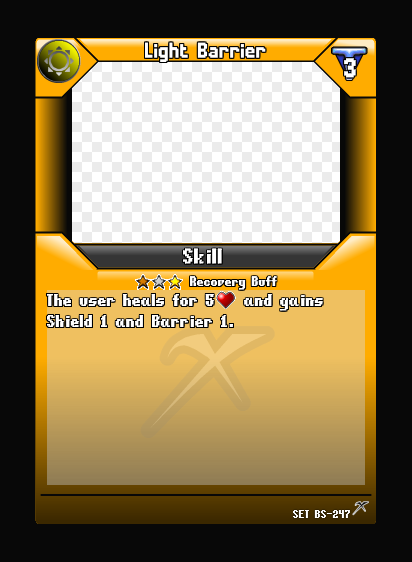 Light Barrier
3
Skill
Recovery Buff
The user heals for 5 and gains
Shield 1 and Barrier 1.
SET BS-247